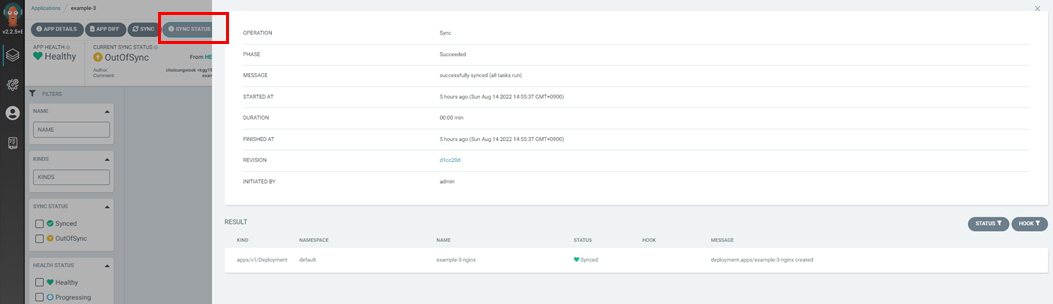 Applications / example-3
v2.2.5+
APP DETAILS APP DIFF SYNC SYNC STATUS
APP HEALTH
Healthy
CURRENT SYNC STATUS
OutOfSync
From HE
Author:
Comment:
FILTERS
NAME
NAME
KINDS
KINDS
SYNC STATUS
Synced
OutOfSync
HEALTH STATUS
Healthy
Progressing
OPERATION Sync
PHASE Succeeded
MESSAGE successfully synced (all tasks run)
STARTED AT 5 hours ago (Sun Aug 14 2022 14:55:37 GMT+0900)
DURATION 00:00 min
FINISHED AT 5 hours ago (Sun Aug 14 2022 14:55:37 GMT+0900)
REVISION d1cc20d
INITIATED BY admin
RESULT STATUS HOOK
KIND NAMESPACE NAME STATUS HOOK MESSAGE
apps/v1/Deployment default example-3-nginx Synced deployment.apps/example-3-nginx created